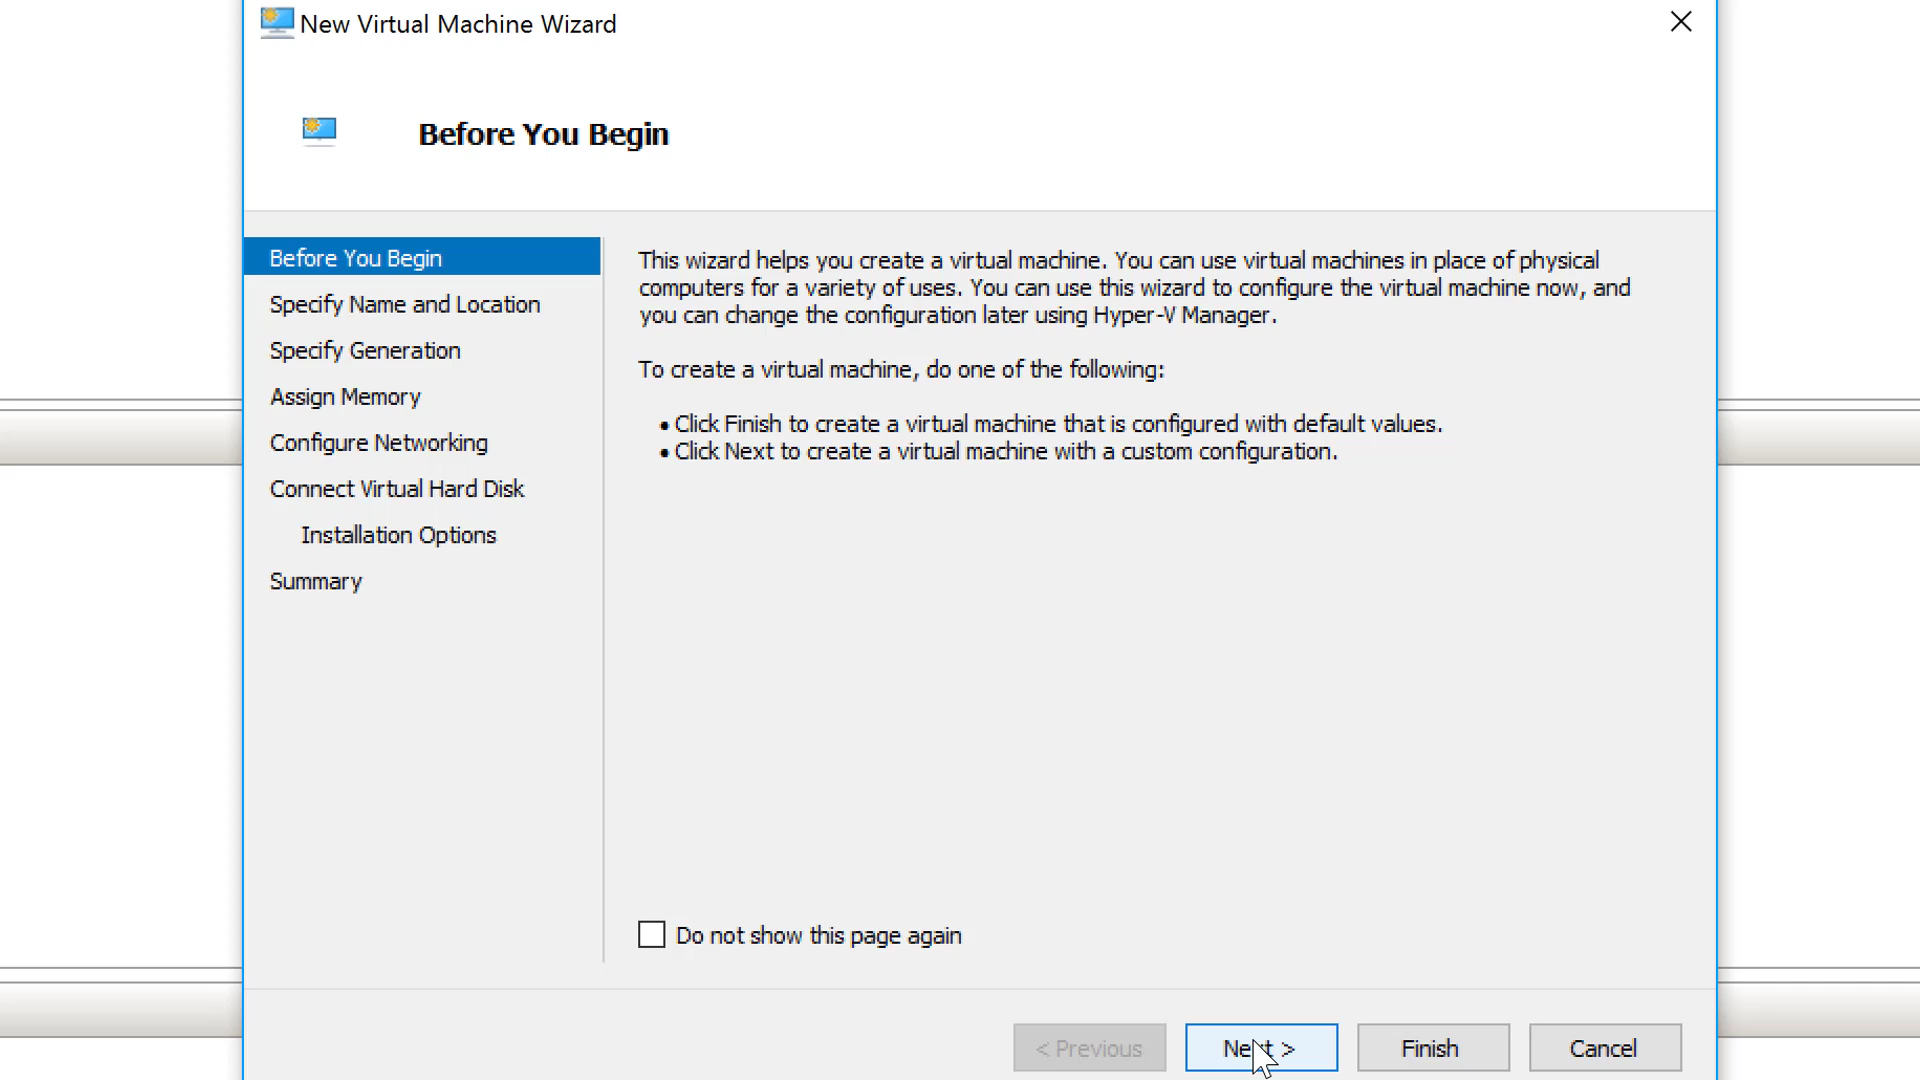 New Virtual Machine Wizard
Before You Begin
Before You Begin
Specify Name and Location
Specify Generation
Assign Memory
Configure Networking
Connect Virtual Hard Disk
Installation Options
Summary
This wizard helps you create a virtual machine. You can use virtual machines in place of physical
computers for a variety of uses. You can use this wizard to configure the virtual machine now, and
you can change the configuration later using Hyper-V Manager.
To create a virtual machine, do one of the following:
• Click Finish to create a virtual machine that is configured with default values.
• Click Next to create a virtual machine with a custom configuration.
Do not show this page again
< Previous
Next >
Finish
Cancel